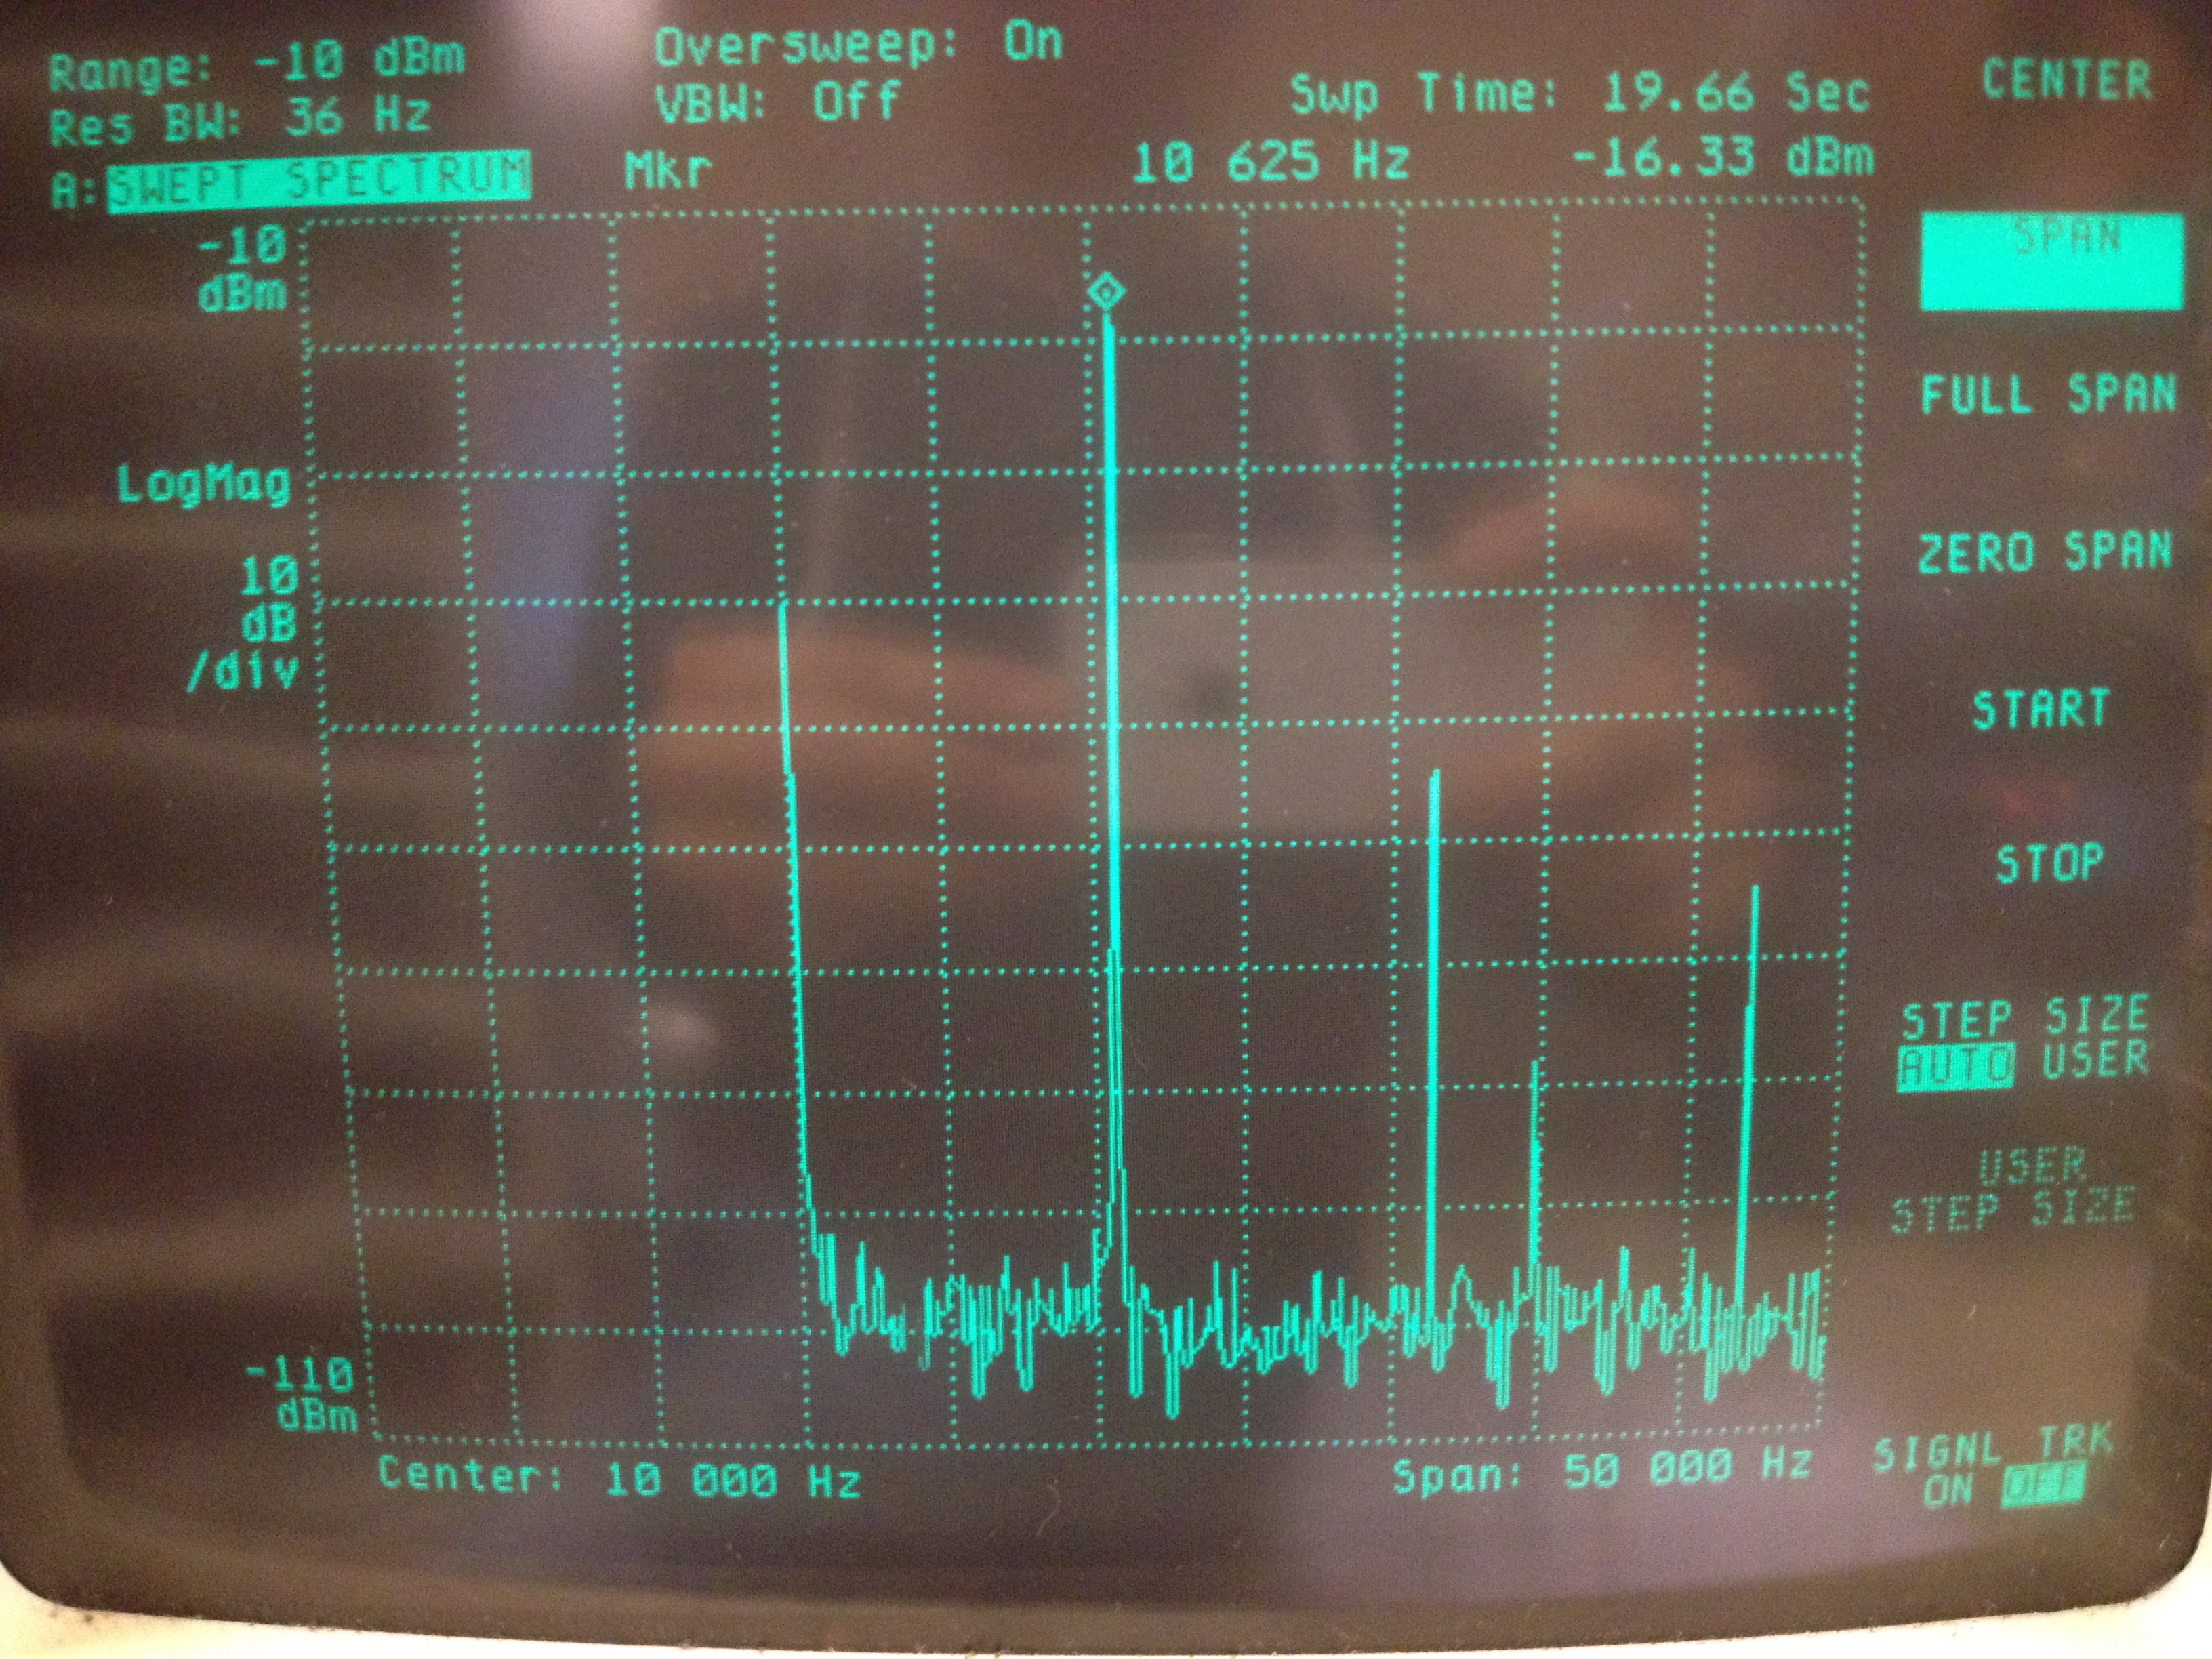 Range: -10 dBm
Oversweep: On
Res BW: 36 Hz
VBW: Off
Swp Time: 19.66 Sec
A: SWEPT SPECTRUM
Mkr
10 625 Hz
-16.33 dBm
-10
dBm
LogMag
10
dB
/div
-110
dBm
Center: 10 000 Hz
Span: 50 000 Hz
CENTER
SPAN
FULL SPAN
ZERO SPAN
START
STOP
STEP SIZE
AUTO USER
USER
STEP SIZE
SIGNL TRK
ON OFF